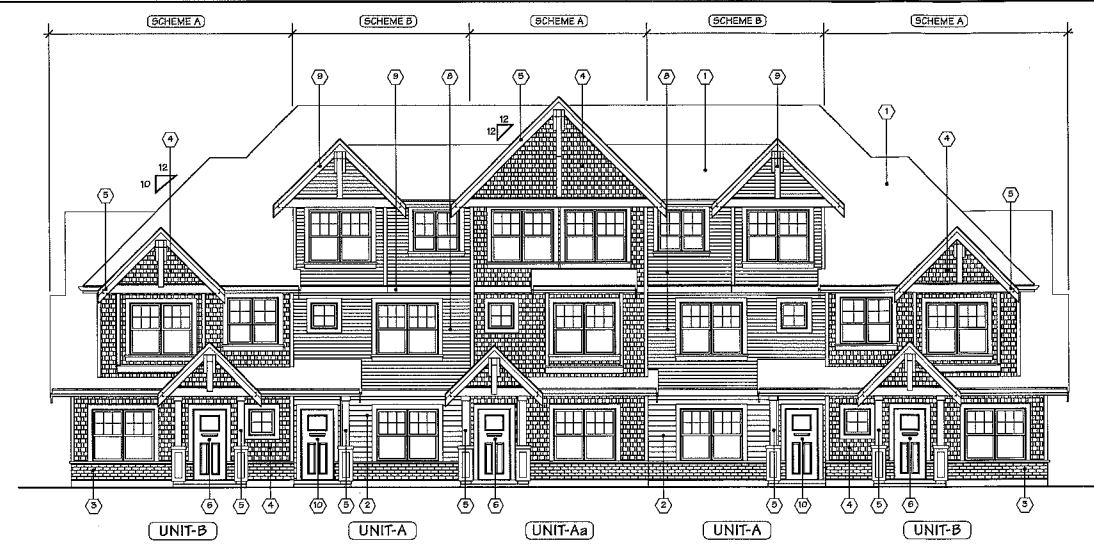 SCHEME A SCHEME B SCHEME A SCHEME B SCHEME A
9 9 8 5 4 8 1 9
1
4 12 12 4
12
10
5 5
3 6 5 4 10 5 2 5 6 2 5 10 4 5 6 3
UNIT-B UNIT-A UNIT-Aa UNIT-A UNIT-B